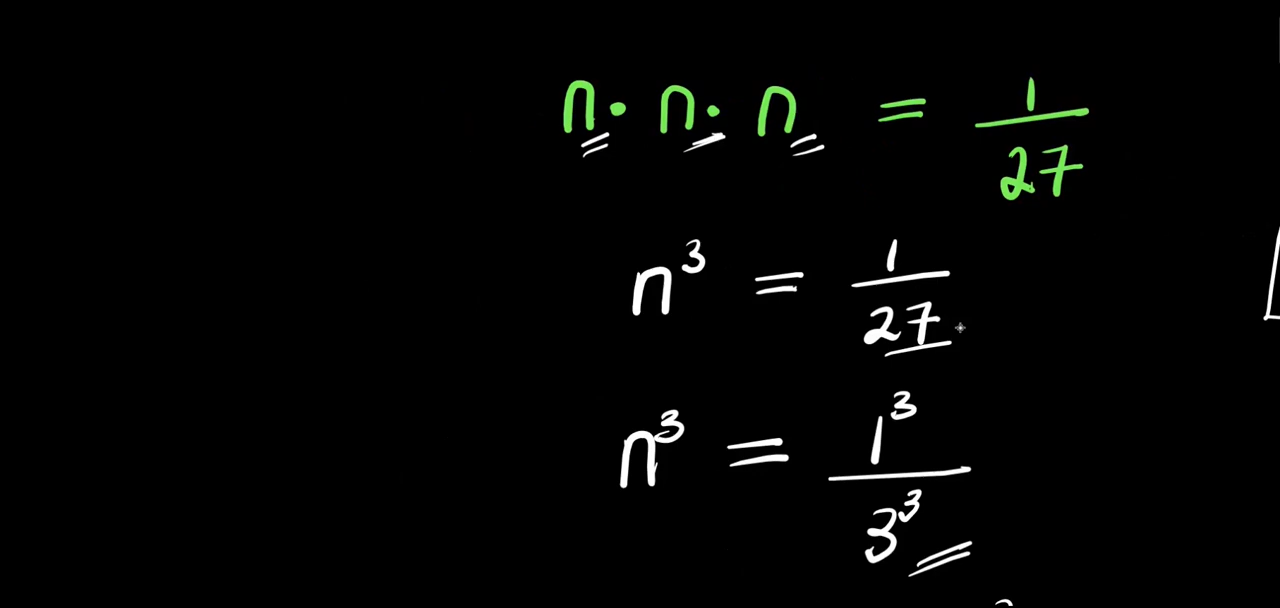 n · n · n = 1/27
n³ = 1/27
n³ = 1³/3³